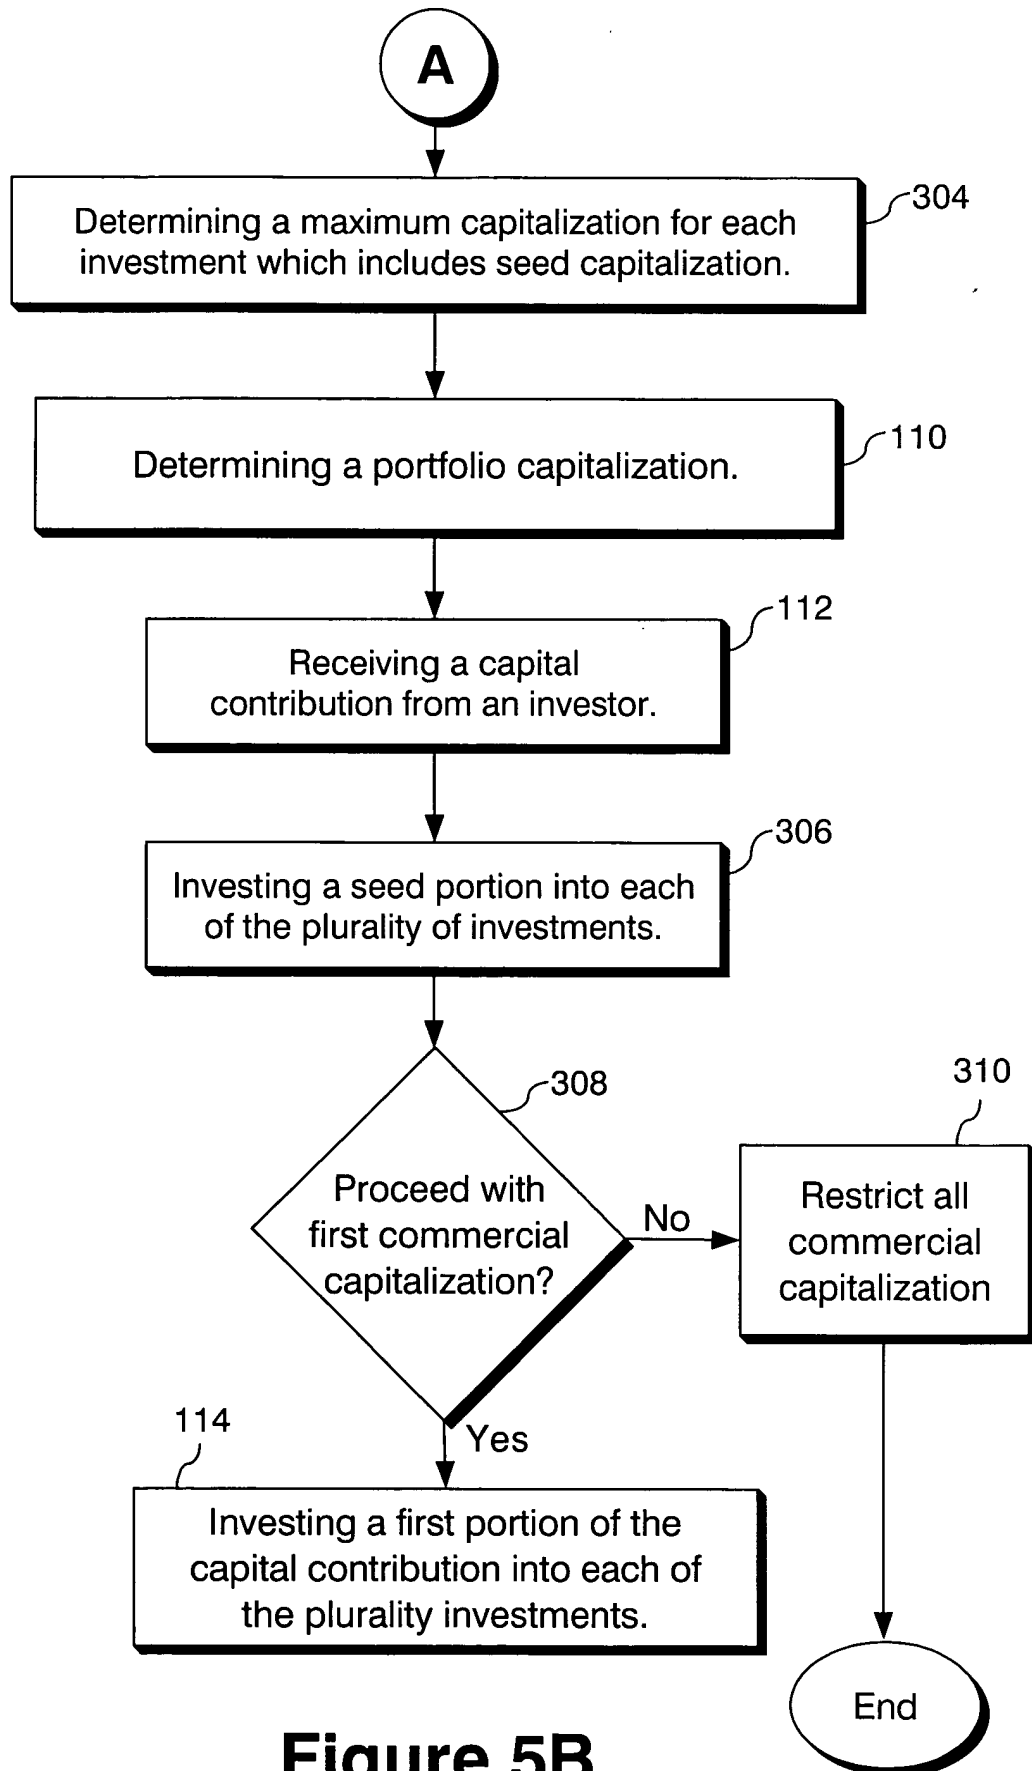 A
304
Determining a maximum capitalization for each
investment which includes seed capitalization.
110
Determining a portfolio capitalization.
112
Receiving a capital
contribution from an investor.
306
Investing a seed portion into each
of the plurality of investments.
308
Proceed with
first commercial
capitalization?
No
310
Restrict all
commercial
capitalization
Yes
114
Investing a first portion of the
capital contribution into each of
the plurality investments.
End
Figure 5B